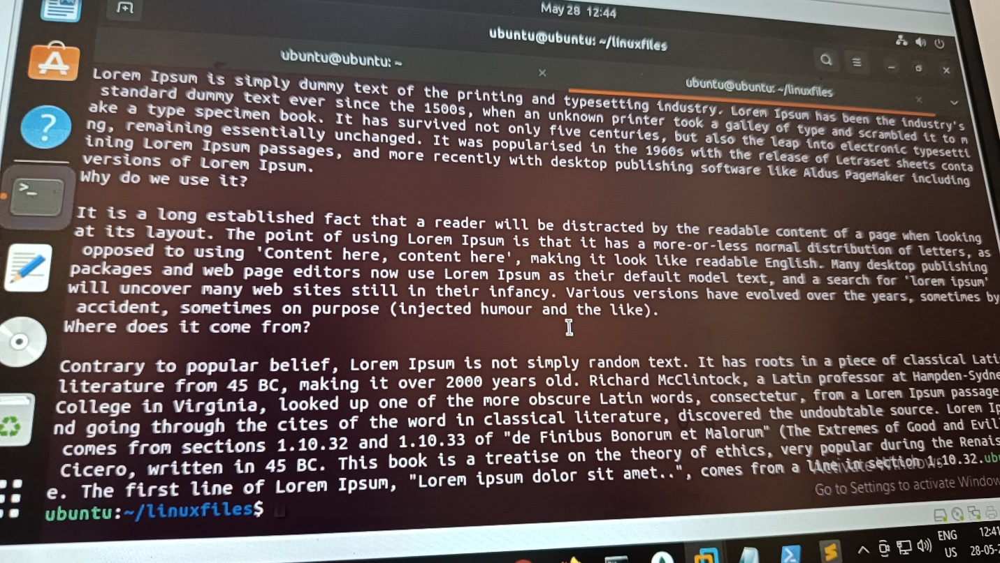 May 28 12:44
ubuntu@ubuntu: ~/linuxfiles
ubuntu@ubuntu: ~
ubuntu@ubuntu: ~/linuxfiles
Lorem Ipsum is simply dummy text of the printing and typesetting industry. Lorem Ipsum has been the industry's
standard dummy text ever since the 1500s, when an unknown printer took a galley of type and scrambled it to m
ake a type specimen book. It has survived not only five centuries, but also the leap into electronic typesetti
ng, remaining essentially unchanged. It was popularised in the 1960s with the release of Letraset sheets conta
ining Lorem Ipsum passages, and more recently with desktop publishing software like Aldus PageMaker including
versions of Lorem Ipsum.
Why do we use it?
It is a long established fact that a reader will be distracted by the readable content of a page when looking
at its layout. The point of using Lorem Ipsum is that it has a more-or-less normal distribution of letters, as
opposed to using 'Content here, content here', making it look like readable English. Many desktop publishing
packages and web page editors now use Lorem Ipsum as their default model text, and a search for 'lorem ipsum'
will uncover many web sites still in their infancy. Various versions have evolved over the years, sometimes by
accident, sometimes on purpose (injected humour and the like).
Where does it come from?
Contrary to popular belief, Lorem Ipsum is not simply random text. It has roots in a piece of classical Lati
literature from 45 BC, making it over 2000 years old. Richard McClintock, a Latin professor at Hampden-Sydne
College in Virginia, looked up one of the more obscure Latin words, consectetur, from a Lorem Ipsum passage
nd going through the cites of the word in classical literature, discovered the undoubtable source. Lorem Ip
comes from sections 1.10.32 and 1.10.33 of "de Finibus Bonorum et Malorum" (The Extremes of Good and Evil
Cicero, written in 45 BC. This book is a treatise on the theory of ethics, very popular during the Renais
e. The first line of Lorem Ipsum, "Lorem ipsum dolor sit amet..", comes from a line in section 1.10.32.ubu
ubuntu:~/linuxfiles$
Activate Windows
Go to Settings to activate Window
ENG
US
12:41
28-05-2